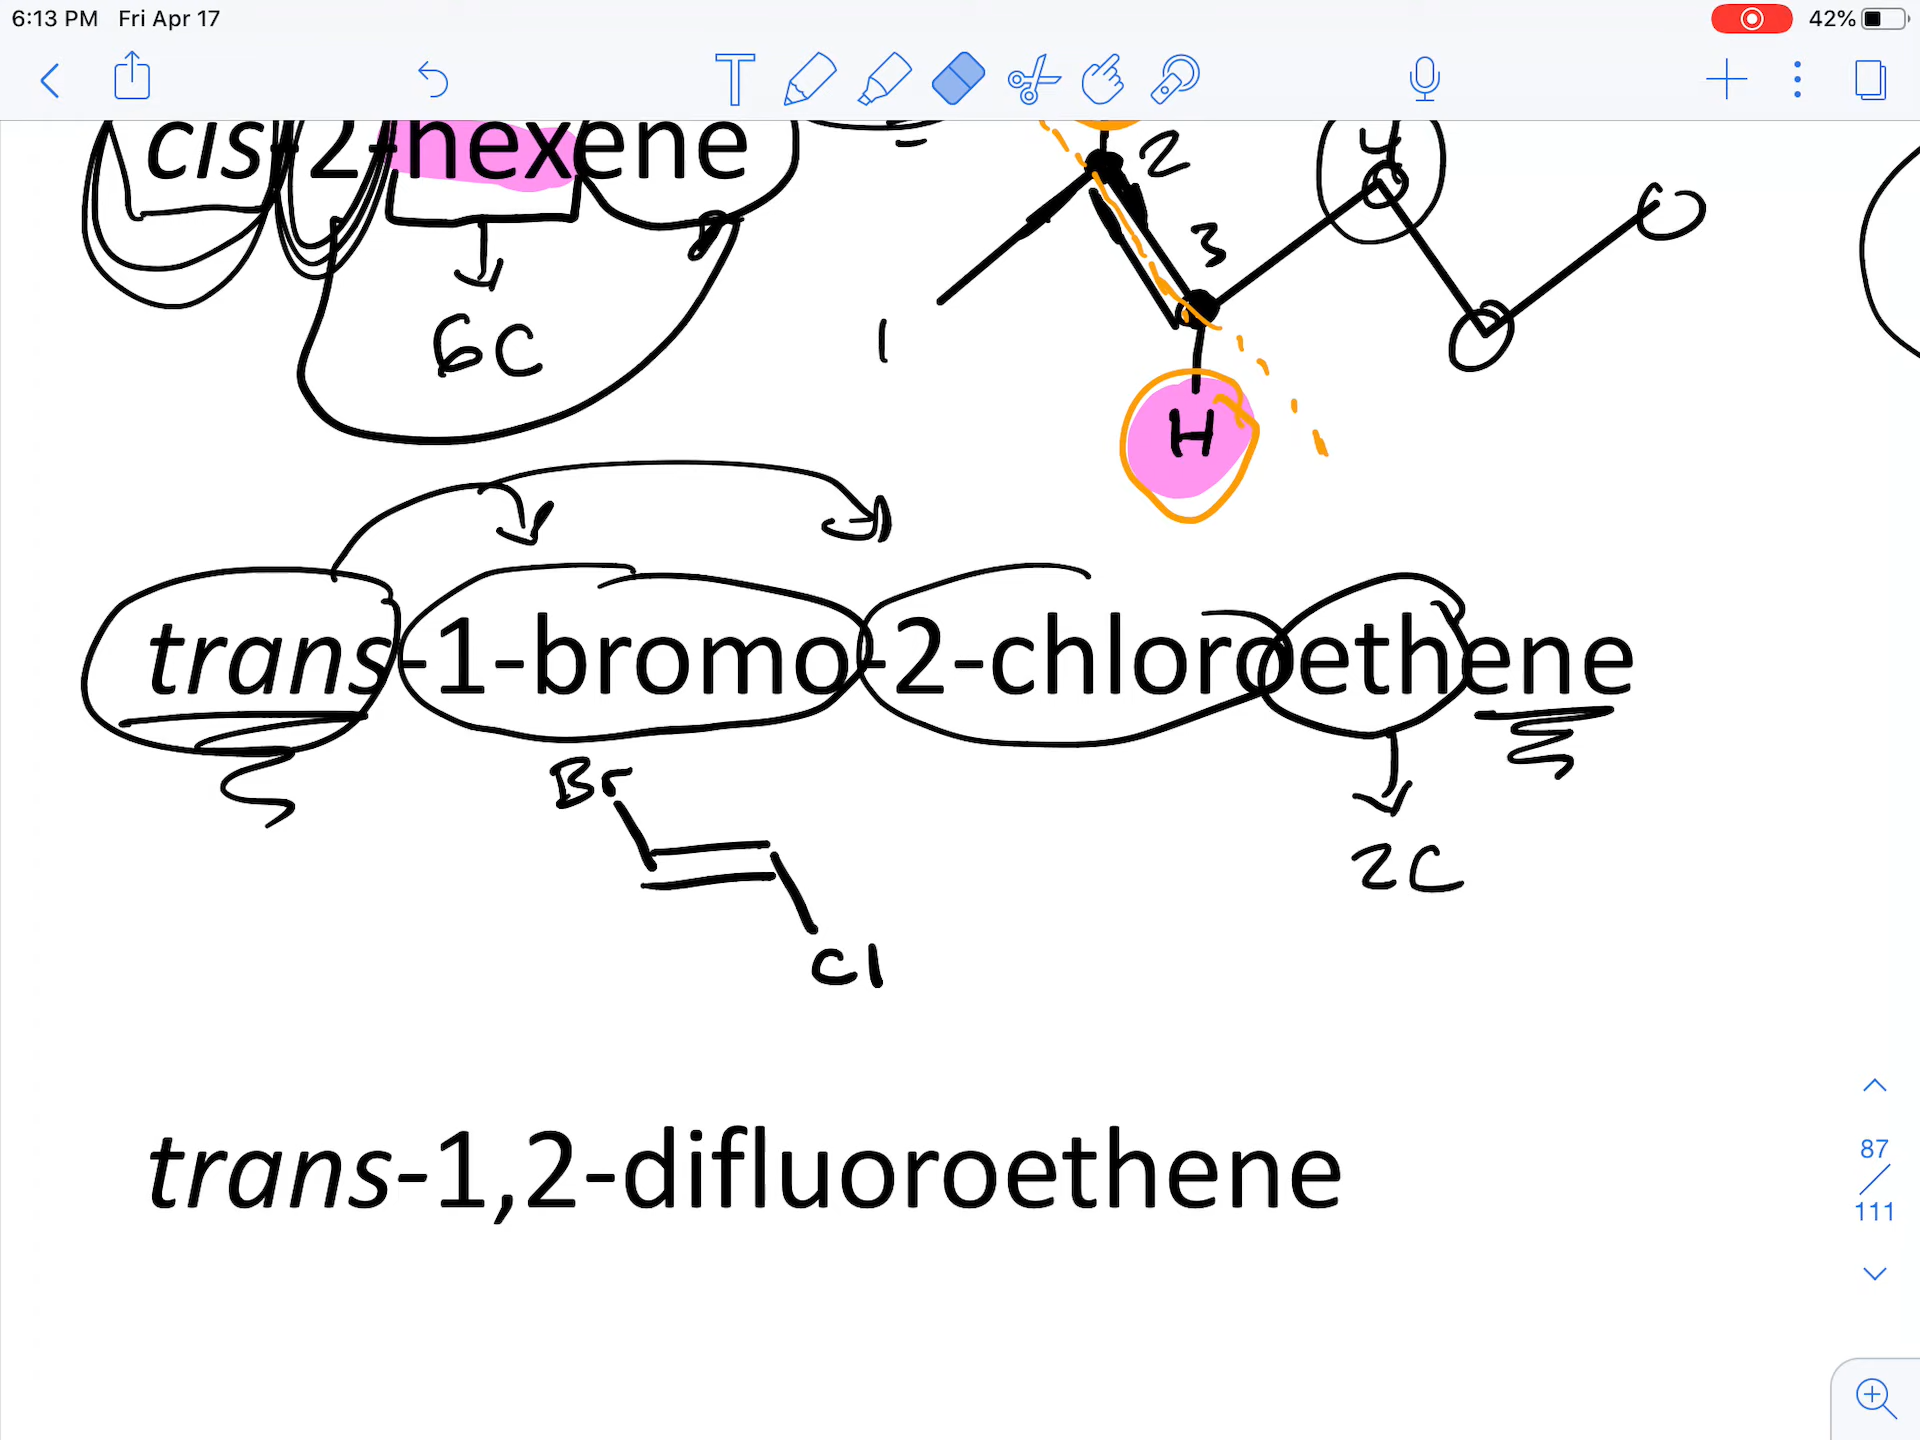 6:13 PM Fri Apr 17
42%
T
cis-2-hexene
2
4
3
1
6C
H
trans-1-bromo-2-chloroethene
Br
Cl
2C
trans-1,2-difluoroethene
87
111